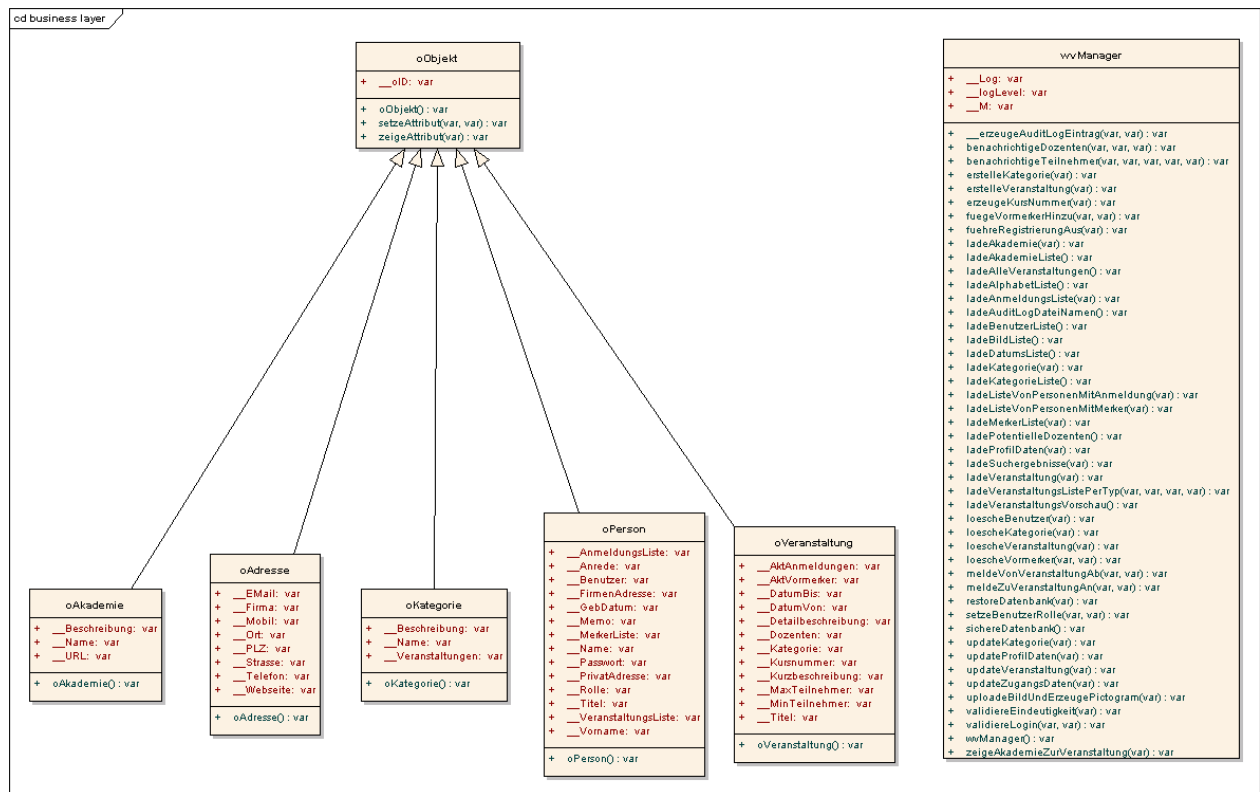 cd business layer
oObjekt
+ __oID: var
+ oObjekt() : var
+ setzeAttribut(var, var) : var
+ zeigeAttribut(var) : var
wvManager
+ __Log: var
+ __logLevel: var
+ __M: var
+ __erzeugeAuditLogEintrag(var, var) : var
+ benachrichtigeDozenten(var, var, var) : var
+ benachrichtigeTeilnehmer(var, var, var, var, var) : var
+ erstelleKategorie(var) : var
+ erstelleVeranstaltung(var) : var
+ erzeugeKursNummer(var) : var
+ fuegeVormerkerHinzu(var, var) : var
+ fuehreRegistrierungAus(var) : var
+ ladeAkademie(var) : var
+ ladeAkademieListe() : var
+ ladeAlleVeranstaltungen() : var
+ ladeAlphabetListe() : var
+ ladeAnmeldungsListe(var) : var
+ ladeAuditLogDateiNamen() : var
+ ladeBenutzerListe() : var
+ ladeBildListe() : var
+ ladeDatumsListe() : var
+ ladeKategorie(var) : var
+ ladeKategorieListe() : var
+ ladeListeVonPersonenMitAnmeldung(var) : var
+ ladeListeVonPersonenMitMerker(var) : var
+ ladeMerkerListe(var) : var
+ ladePotentielleDozenten() : var
+ ladeProfilDaten(var) : var
+ ladeSuchergebnisse(var) : var
+ ladeVeranstaltung(var) : var
+ ladeVeranstaltungsListePerTyp(var, var, var, var) : var
+ ladeVeranstaltungsVorschau() : var
+ loescheBenutzer(var) : var
+ loescheKategorie(var) : var
+ loescheVeranstaltung(var) : var
+ loescheVormerker(var, var) : var
+ meldeVonVeranstaltungAb(var, var) : var
+ meldeZuVeranstaltungAn(var, var) : var
+ restoreDatenbank(var) : var
+ setzeBenutzerRolle(var, var) : var
+ sichereDatenbank() : var
+ updateKategorie(var) : var
+ updateProfilDaten(var) : var
+ updateVeranstaltung(var) : var
+ updateZugangsDaten(var) : var
+ uploadeBildUndErzeugePictogram(var) : var
+ validiereEindeutigkeit(var) : var
+ validiereLogin(var, var) : var
+ wvManager() : var
+ zeigeAkademieZurVeranstaltung(var) : var
oAkademie
+ __Beschreibung: var
+ __Name: var
+ __URL: var
+ oAkademie() : var
oAdresse
+ __EMail: var
+ __Firma: var
+ __Mobil: var
+ __Ort: var
+ __PLZ: var
+ __Strasse: var
+ __Telefon: var
+ __Webseite: var
+ oAdresse() : var
oKategorie
+ __Beschreibung: var
+ __Name: var
+ __Veranstaltungen: var
+ oKategorie() : var
oPerson
+ __AnmeldungsListe: var
+ __Anrede: var
+ __Benutzer: var
+ __FirmenAdresse: var
+ __GebDatum: var
+ __Memo: var
+ __MerkerListe: var
+ __Name: var
+ __Passwort: var
+ __PrivatAdresse: var
+ __Rolle: var
+ __Titel: var
+ __VeranstaltungsListe: var
+ __Vorname: var
+ oPerson() : var
oVeranstaltung
+ __AktAnmeldungen: var
+ __AktVormerker: var
+ __DatumBis: var
+ __DatumVon: var
+ __Detailbeschreibung: var
+ __Dozenten: var
+ __Kategorie: var
+ __Kursnummer: var
+ __Kurzbeschreibung: var
+ __MaxTeilnehmer: var
+ __MinTeilnehmer: var
+ __Titel: var
+ oVeranstaltung() : var